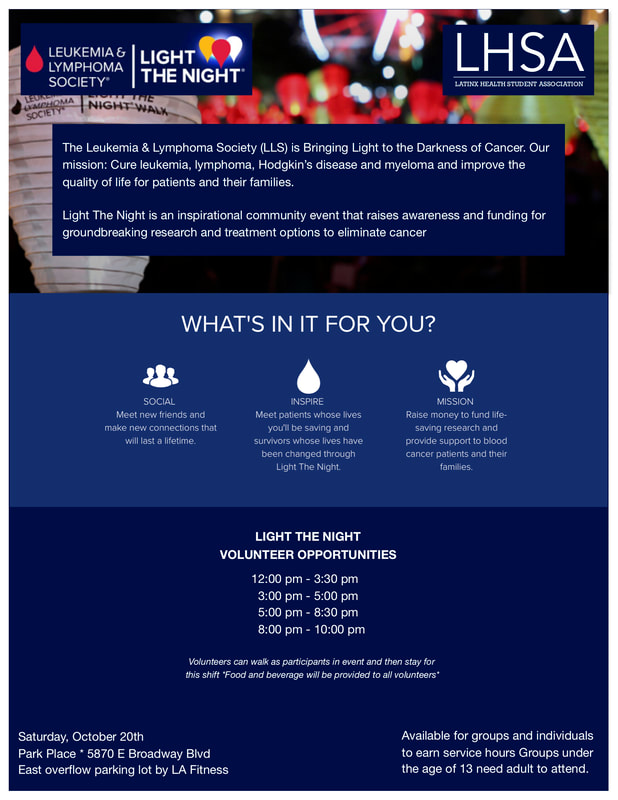 LEUKEMIA &
LYMPHOMA
SOCIETY®
LIGHT
THE NIGHT®
LHSA
LATINX HEALTH STUDENT ASSOCIATION
LEUKEMIA
LYMPHOMA
SOCIETY®
LIGHT THE
NIGHT WALK
The Leukemia & Lymphoma Society (LLS) is Bringing Light to the Darkness of Cancer. Our
mission: Cure leukemia, lymphoma, Hodgkin's disease and myeloma and improve the
quality of life for patients and their families.
Light The Night is an inspirational community event that raises awareness and funding for
groundbreaking research and treatment options to eliminate cancer
WHAT'S IN IT FOR YOU?
SOCIAL
Meet new friends and
make new connections that
will last a lifetime.
INSPIRE
Meet patients whose lives
you'll be saving and
survivors whose lives have
been changed through
Light The Night.
MISSION
Raise money to fund life-
saving research and
provide support to blood
cancer patients and their
families.
LIGHT THE NIGHT
VOLUNTEER OPPORTUNITIES
12:00 pm - 3:30 pm
3:00 pm - 5:00 pm
5:00 pm - 8:30 pm
8:00 pm - 10:00 pm
Volunteers can walk as participants in event and then stay for
this shift *Food and beverage will be provided to all volunteers*
Saturday, October 20th
Park Place * 5870 E Broadway Blvd
East overflow parking lot by LA Fitness
Available for groups and individuals
to earn service hours Groups under
the age of 13 need adult to attend.